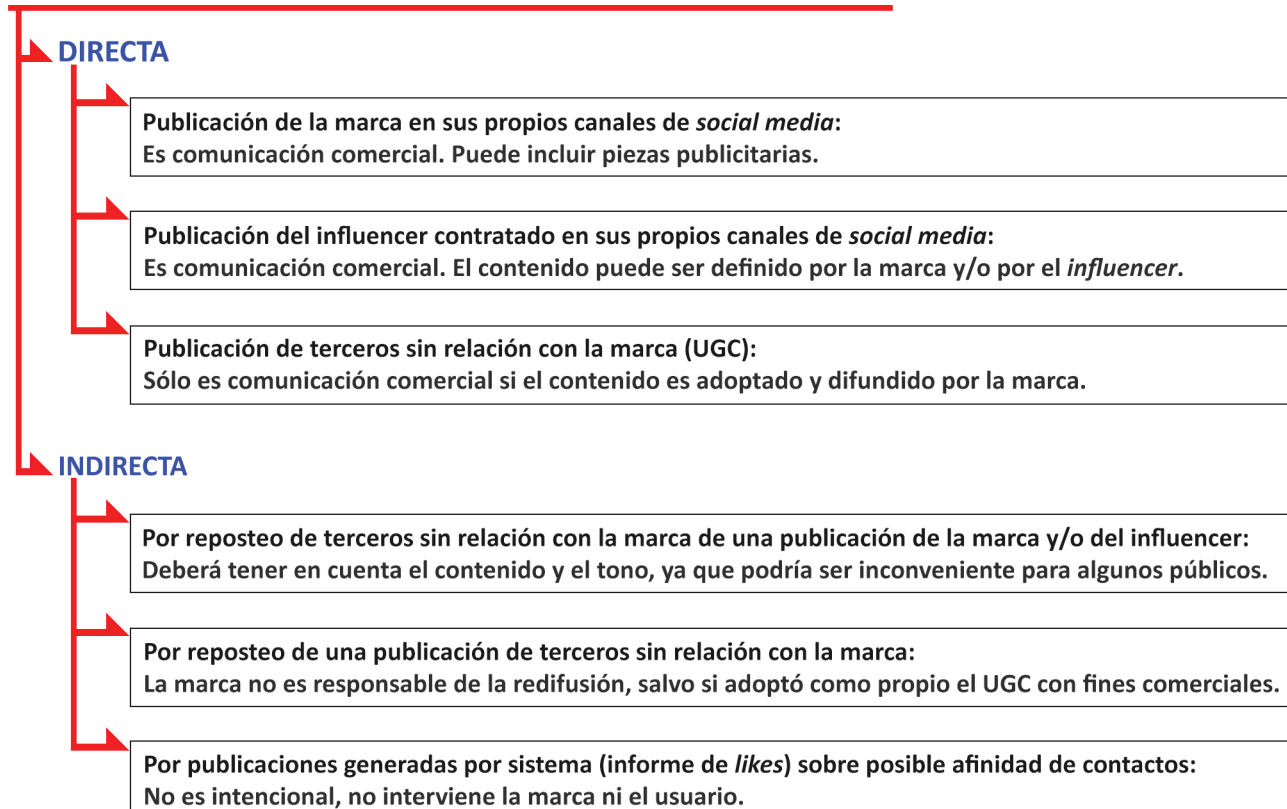 DIRECTA
Publicación de la marca en sus propios canales de social media:
Es comunicación comercial. Puede incluir piezas publicitarias.
Publicación del influencer contratado en sus propios canales de social media:
Es comunicación comercial. El contenido puede ser definido por la marca y/o por el influencer.
Publicación de terceros sin relación con la marca (UGC):
Sólo es comunicación comercial si el contenido es adoptado y difundido por la marca.
INDIRECTA
Por reposteo de terceros sin relación con la marca de una publicación de la marca y/o del influencer:
Deberá tener en cuenta el contenido y el tono, ya que podría ser inconveniente para algunos públicos.
Por reposteo de una publicación de terceros sin relación con la marca:
La marca no es responsable de la redifusión, salvo si adoptó como propio el UGC con fines comerciales.
Por publicaciones generadas por sistema (informe de likes) sobre posible afinidad de contactos:
No es intencional, no interviene la marca ni el usuario.